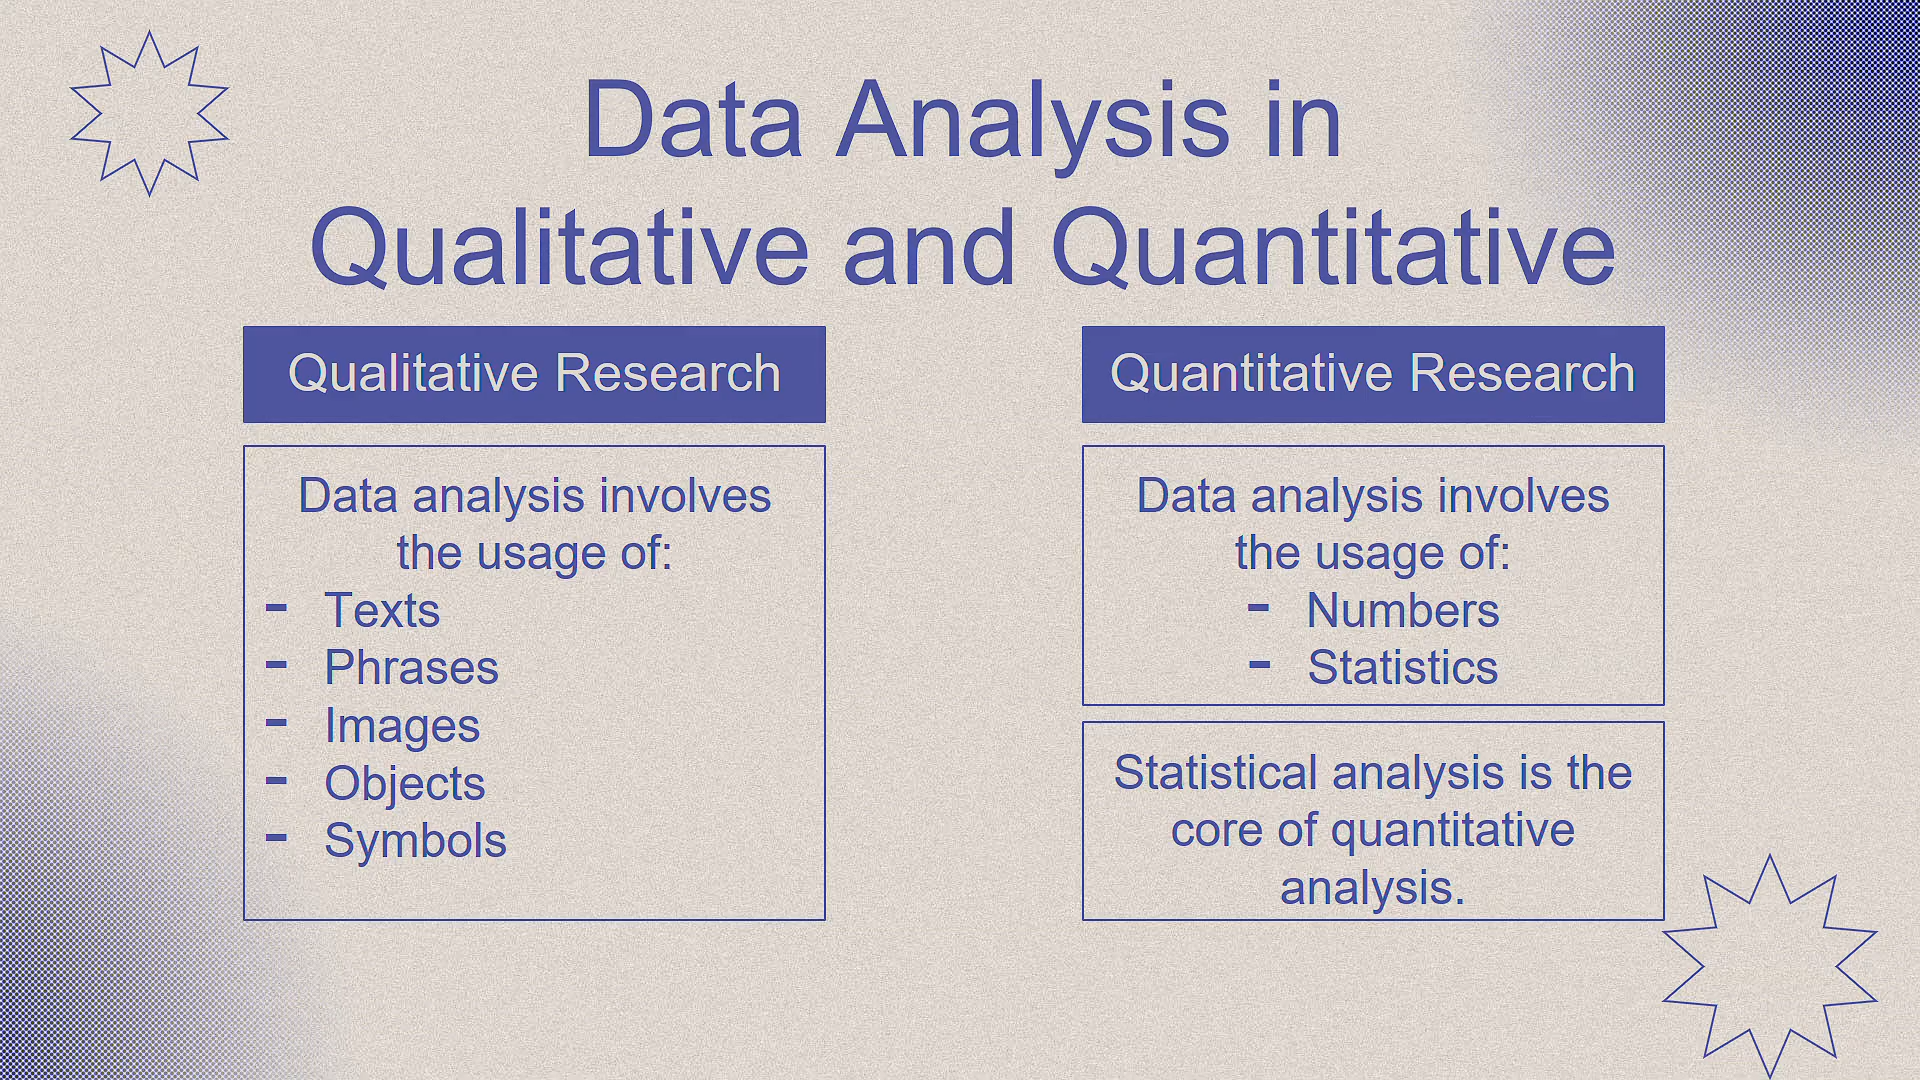 Data Analysis in
Qualitative and Quantitative
Qualitative Research
Data analysis involves
the usage of:
- Texts
- Phrases
- Images
- Objects
- Symbols
Quantitative Research
Data analysis involves
the usage of:
- Numbers
- Statistics
Statistical analysis is the
core of quantitative
analysis.